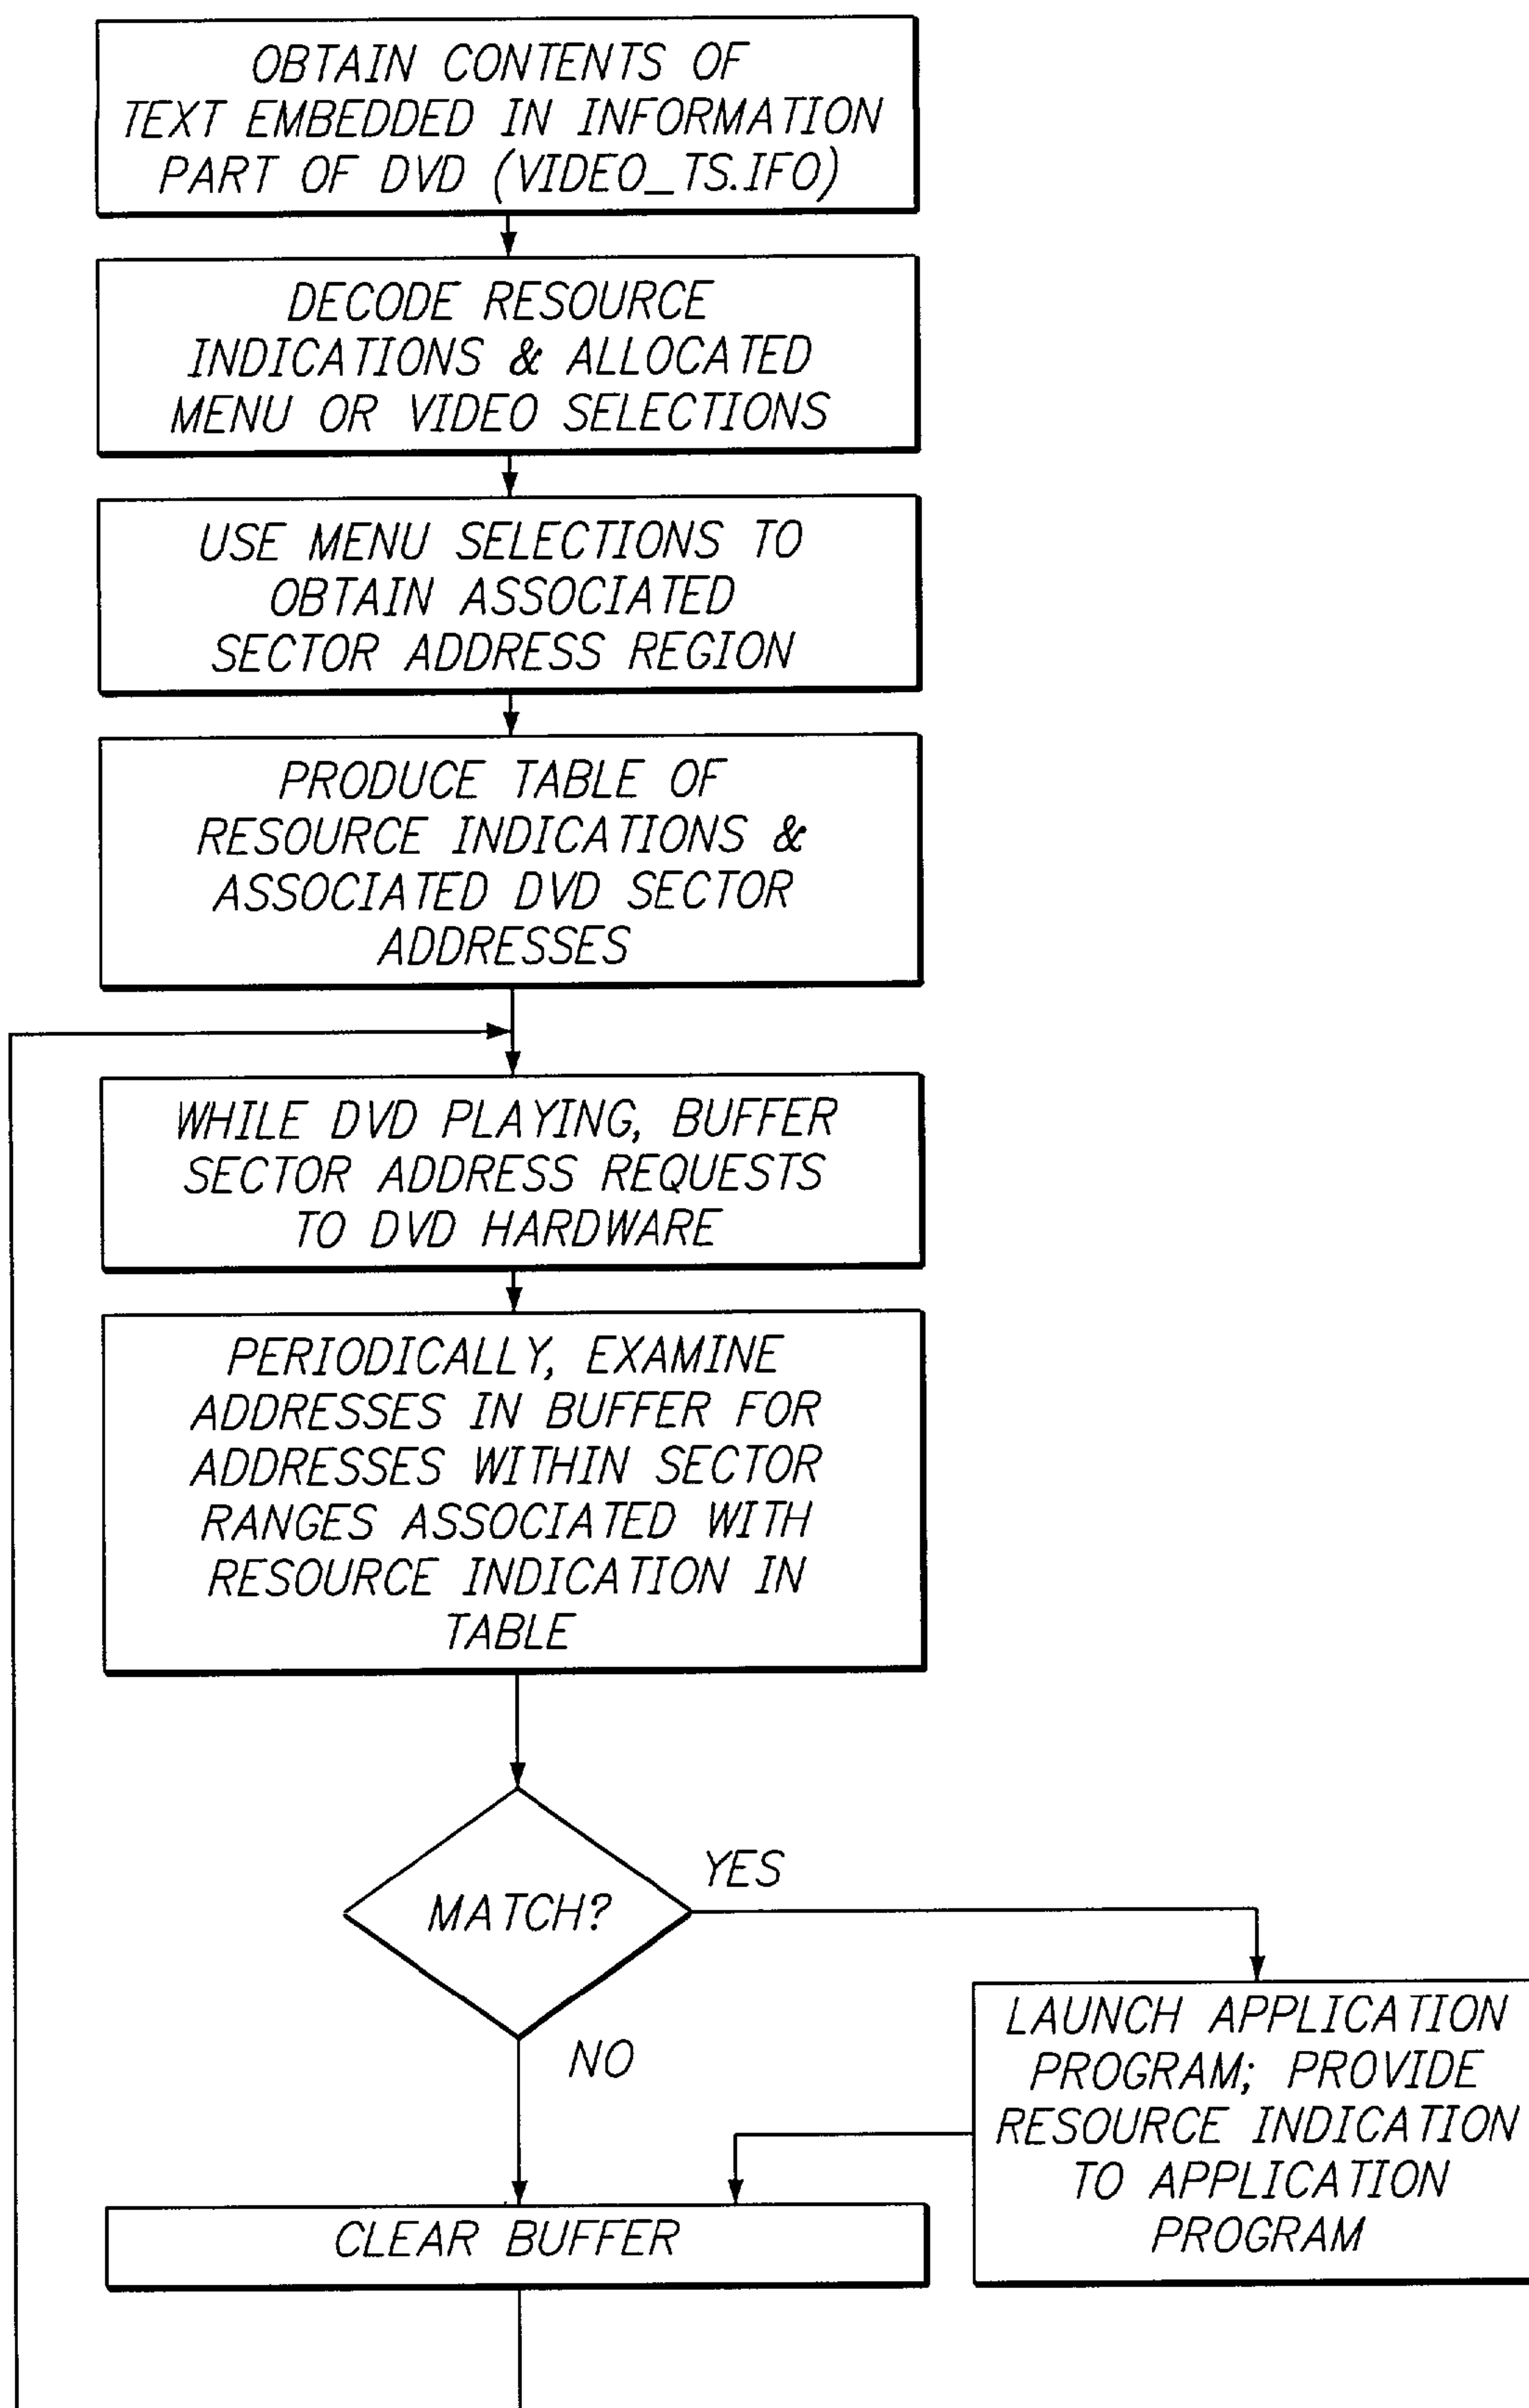 OBTAIN CONTENTS OF
TEXT EMBEDDED IN INFORMATION
PART OF DVD (VIDEO_TS.IFO)
DECODE RESOURCE
INDICATIONS & ALLOCATED
MENU OR VIDEO SELECTIONS
USE MENU SELECTIONS TO
OBTAIN ASSOCIATED
SECTOR ADDRESS REGION
PRODUCE TABLE OF
RESOURCE INDICATIONS &
ASSOCIATED DVD SECTOR
ADDRESSES
WHILE DVD PLAYING, BUFFER
SECTOR ADDRESS REQUESTS
TO DVD HARDWARE
PERIODICALLY, EXAMINE
ADDRESSES IN BUFFER FOR
ADDRESSES WITHIN SECTOR
RANGES ASSOCIATED WITH
RESOURCE INDICATION IN
TABLE
MATCH?
YES
NO
LAUNCH APPLICATION
PROGRAM; PROVIDE
RESOURCE INDICATION
TO APPLICATION
PROGRAM
CLEAR BUFFER